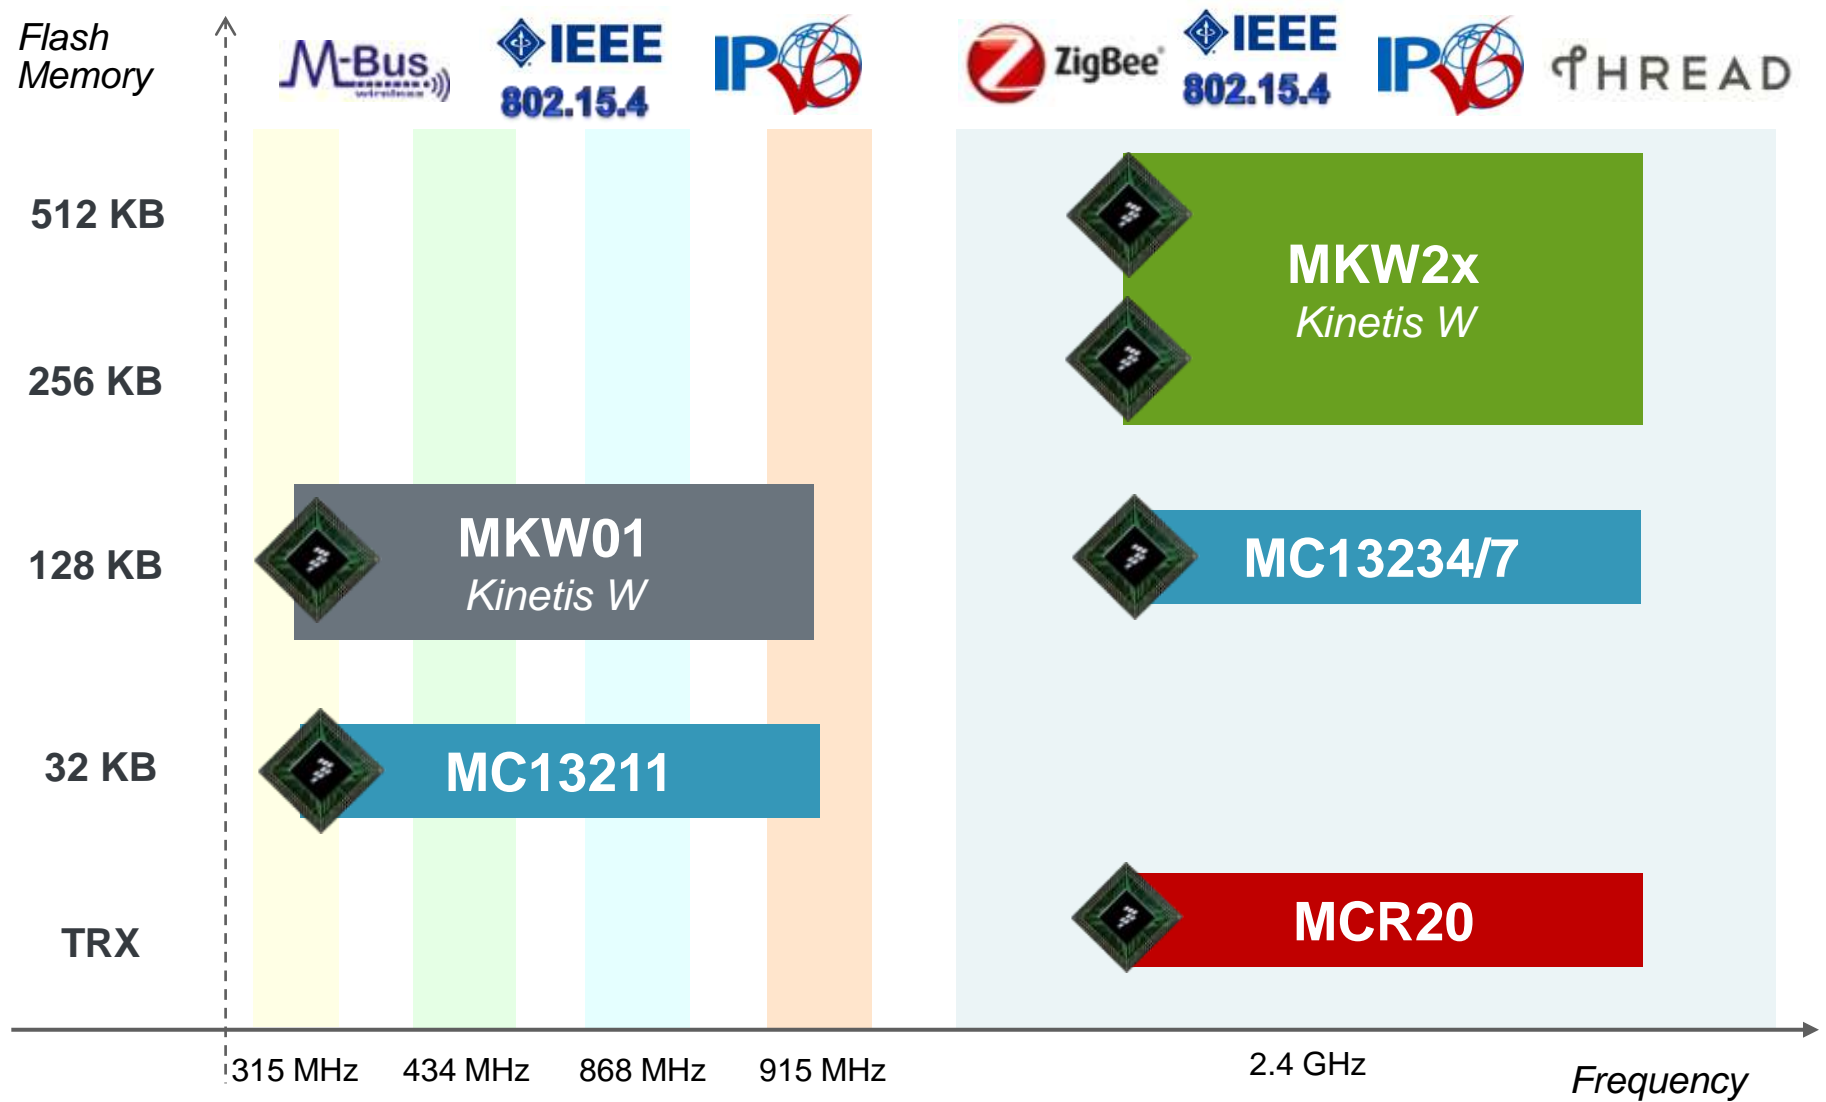 Flash
Memory
M-Bus
wireless
IEEE
802.15.4
IPv6
ZigBee®
IEEE
802.15.4
IPv6
THREAD
512 KB
256 KB
128 KB
32 KB
TRX
MKW2x
Kinetis W
MKW01
Kinetis W
MC13234/7
MC13211
MCR20
315 MHz
434 MHz
868 MHz
915 MHz
2.4 GHz
Frequency